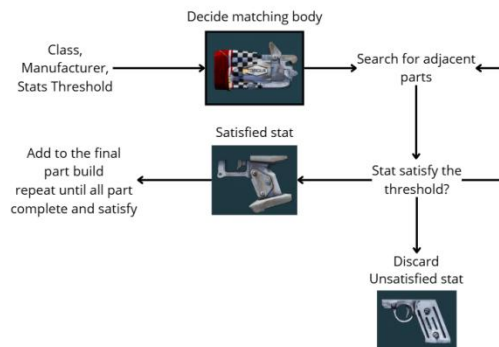 Decide matching body
Class,
Manufacturer,
Stats Threshold
Search for adjacent
parts
Satisfied stat
Add to the final
part build
repeat until all part
complete and satisfy
Stat satisfy the
threshold?
Discard
Unsatisfied stat